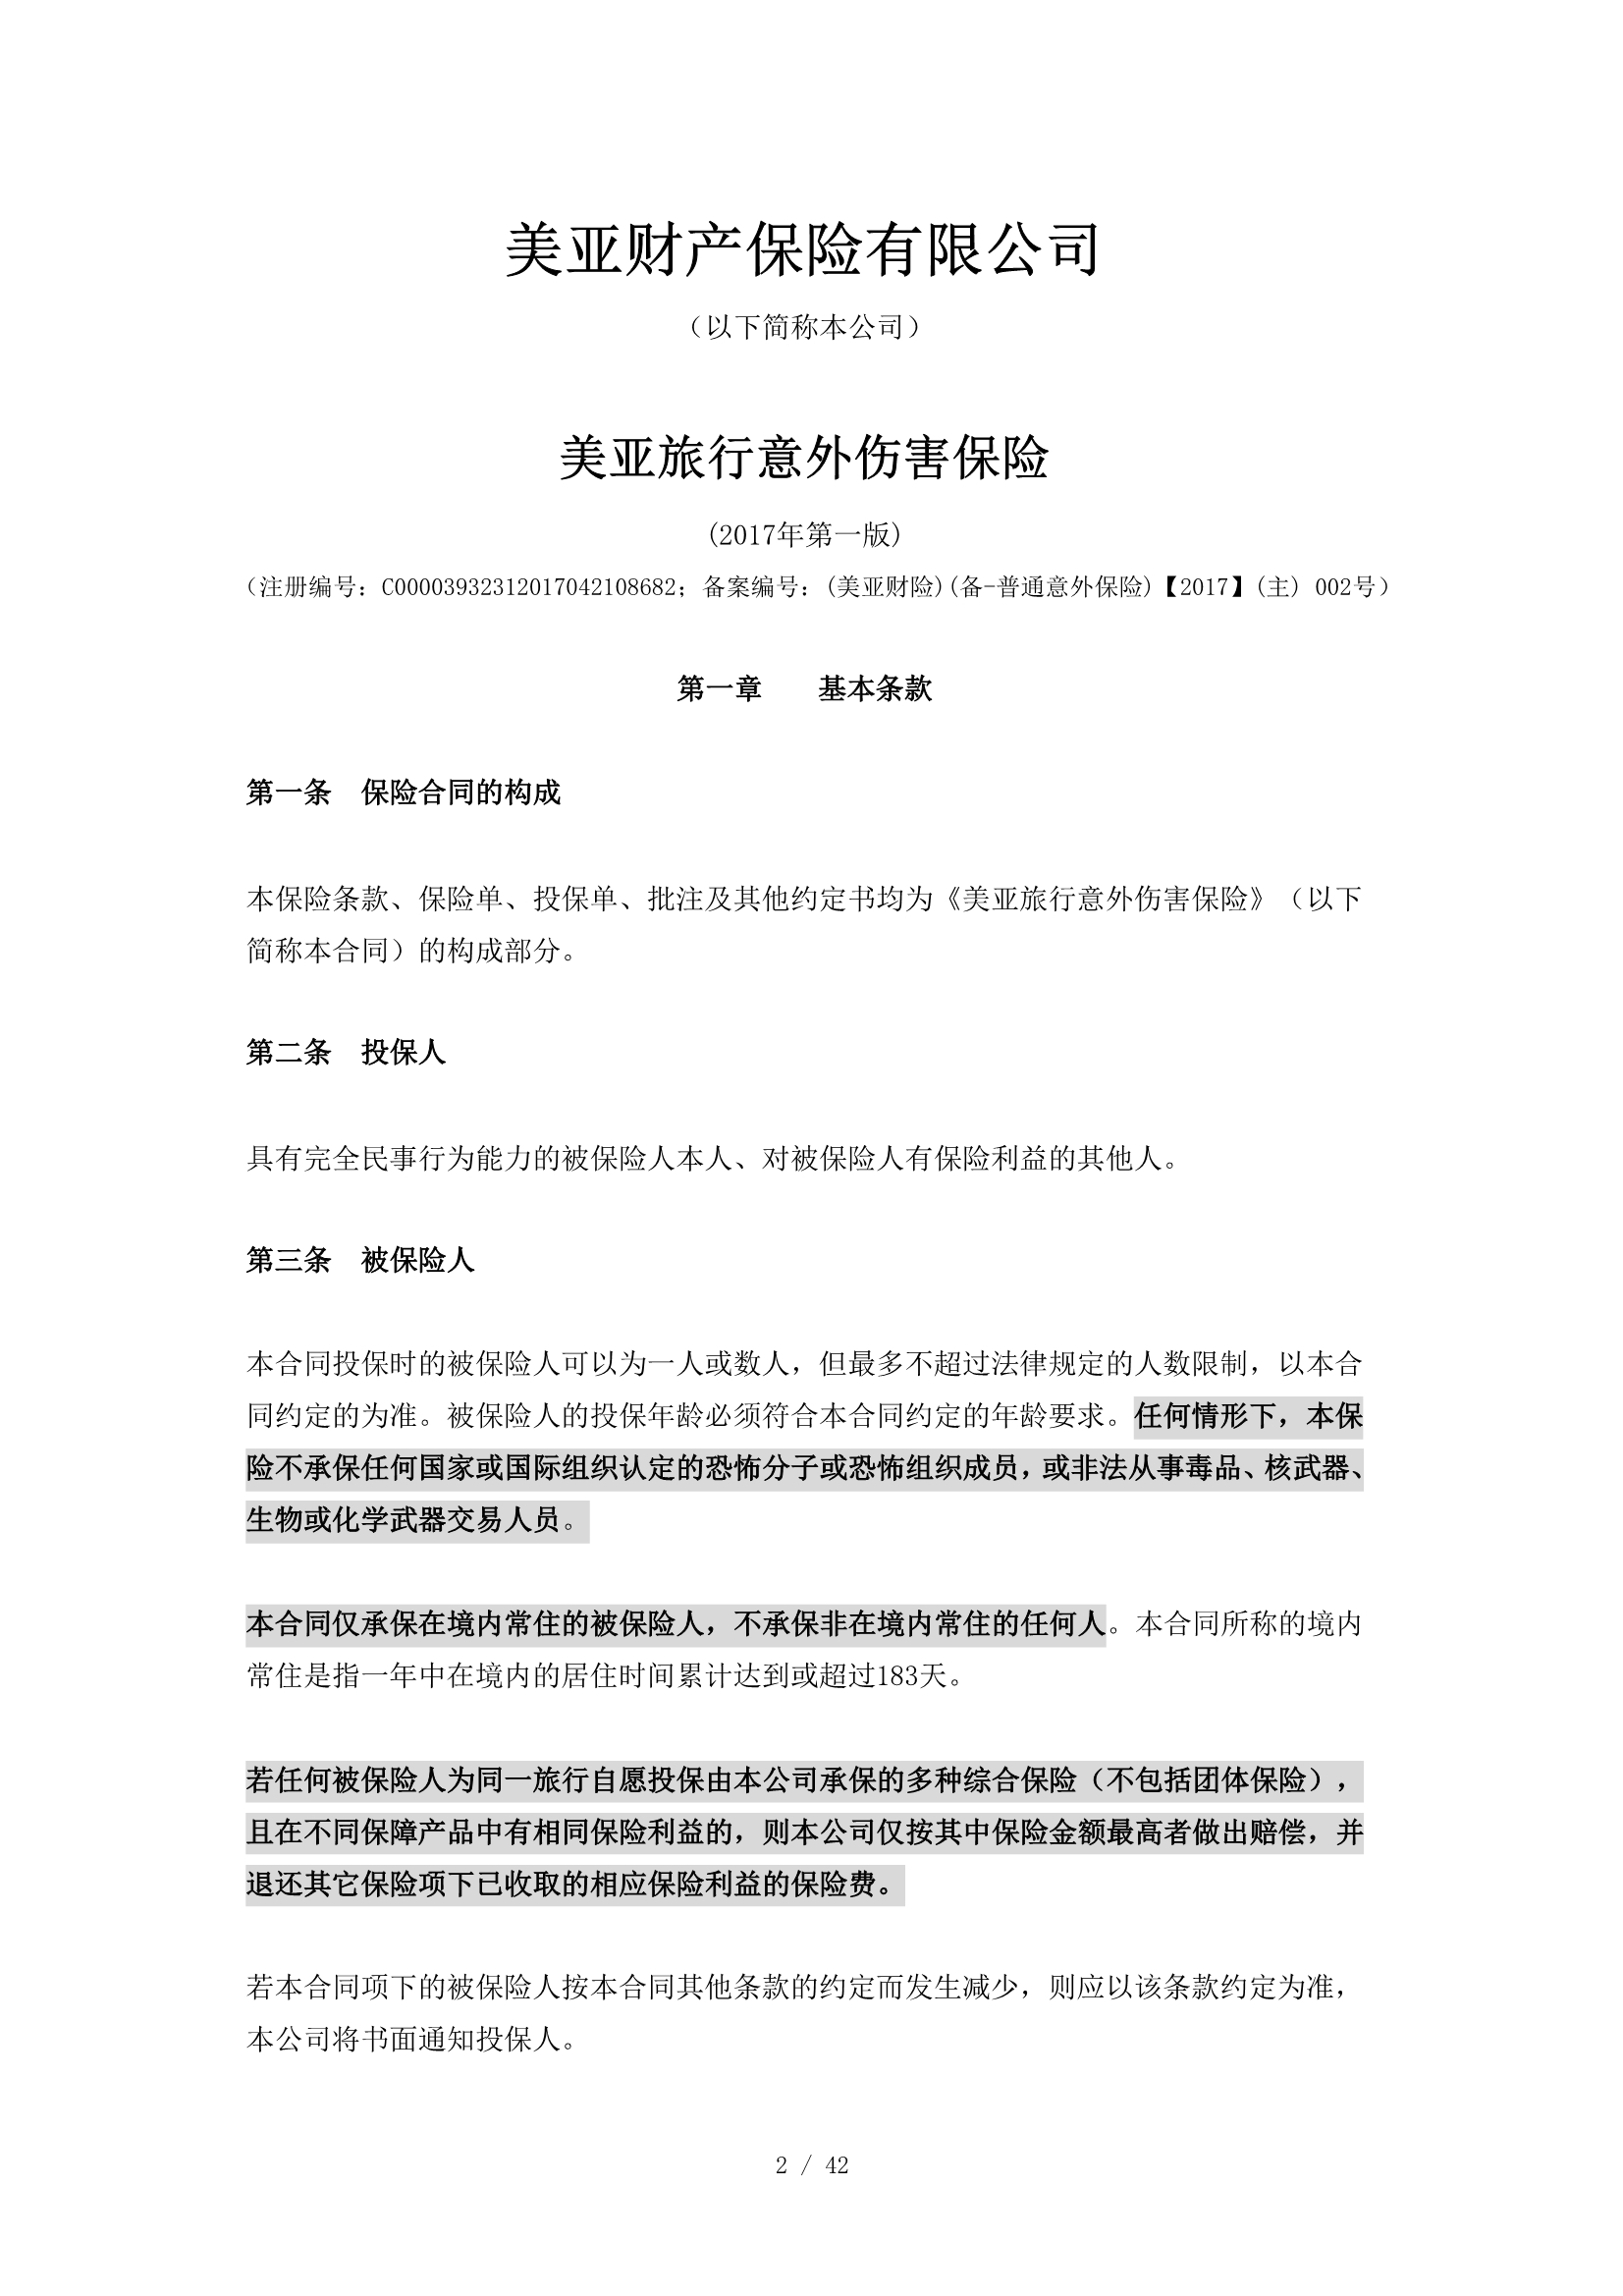 美亚财产保险有限公司
（以下简称本公司）
美亚旅行意外伤害保险
(2017年第一版)
（注册编号：C00003932312017042108682；备案编号：(美亚财险)(备-普通意外保险)【2017】(主) 002号）
第一章　　基本条款
第一条　保险合同的构成
本保险条款、保险单、投保单、批注及其他约定书均为《美亚旅行意外伤害保险》（以下
简称本合同）的构成部分。
第二条　投保人
具有完全民事行为能力的被保险人本人、对被保险人有保险利益的其他人。
第三条　被保险人
本合同投保时的被保险人可以为一人或数人，但最多不超过法律规定的人数限制，以本合
同约定的为准。被保险人的投保年龄必须符合本合同约定的年龄要求。任何情形下，本保
险不承保任何国家或国际组织认定的恐怖分子或恐怖组织成员，或非法从事毒品、核武器、
生物或化学武器交易人员。
本合同仅承保在境内常住的被保险人，不承保非在境内常住的任何人。本合同所称的境内
常住是指一年中在境内的居住时间累计达到或超过183天。
若任何被保险人为同一旅行自愿投保由本公司承保的多种综合保险（不包括团体保险），
且在不同保障产品中有相同保险利益的，则本公司仅按其中保险金额最高者做出赔偿，并
退还其它保险项下已收取的相应保险利益的保险费。
若本合同项下的被保险人按本合同其他条款的约定而发生减少，则应以该条款约定为准，
本公司将书面通知投保人。
2 / 42